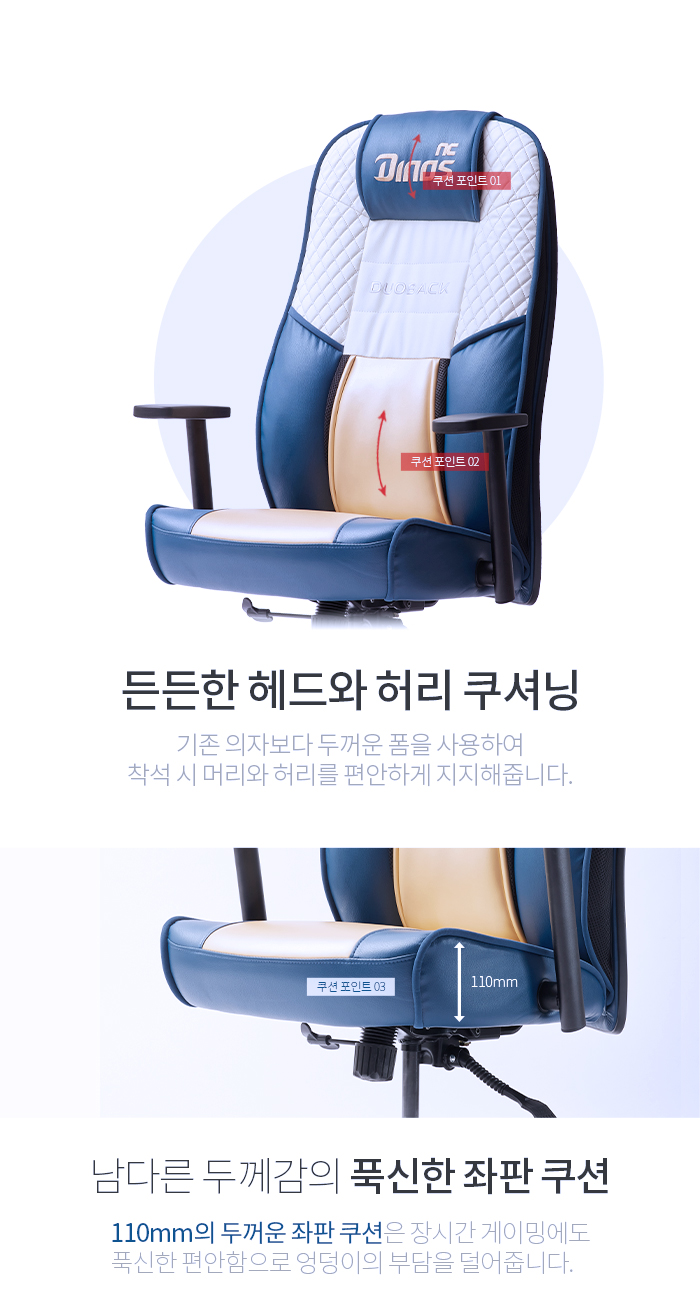 NC
Dinos
쿠션 포인트 01
DUOBACK
쿠션 포인트 02
든든한 헤드와 허리 쿠셔닝
기존 의자보다 두꺼운 폼을 사용하여
착석 시 머리와 허리를 편안하게 지지해줍니다.
쿠션 포인트 03
110mm
남다른 두께감의 푹신한 좌판 쿠션
110mm의 두꺼운 좌판 쿠션은 장시간 게이밍에도
푹신한 편안함으로 엉덩이의 부담을 덜어줍니다.